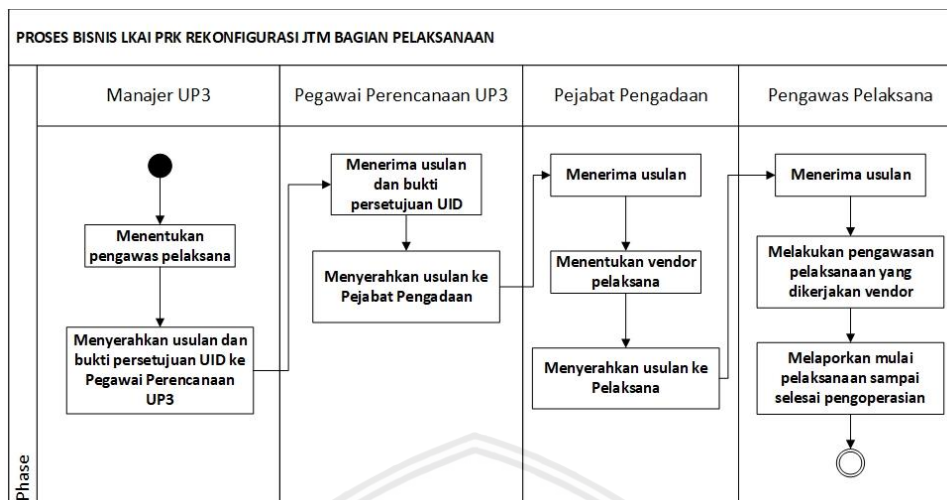 PROSES BISNIS LKAI PRK REKONFIGURASI JTM BAGIAN PELAKSANAAN
Manajer UP3
Pegawai Perencanaan UP3
Pejabat Pengadaan
Pengawas Pelaksana
Menentukan
pengawas pelaksana
Menyerahkan usulan dan
bukti persetujuan UID ke
Pegawai Perencanaan
UP3
Menerima usulan
dan bukti
persetujuan UID
Menyerahkan usulan ke
Pejabat Pengadaan
Menerima usulan
Menentukan vendor
pelaksana
Menyerahkan usulan ke
Pelaksana
Menerima usulan
Melakukan pengawasan
pelaksanaan yang
dikerjakan vendor
Melaporkan mulai
pelaksanaan sampai
selesai pengoperasian
Phase